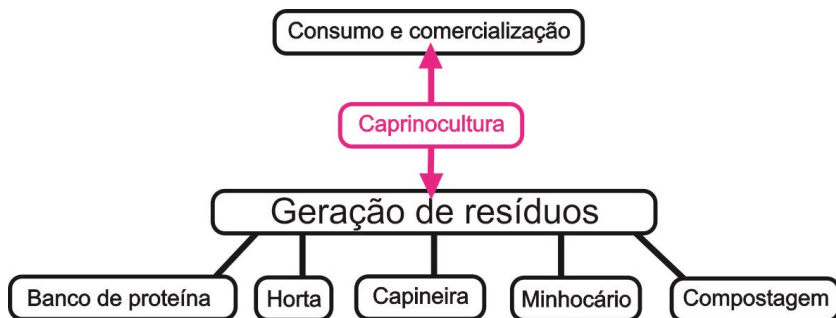 Consumo e comercialização
Caprinocultura
Geração de resíduos
Banco de proteína
Horta
Capineira
Minhocário
Compostagem